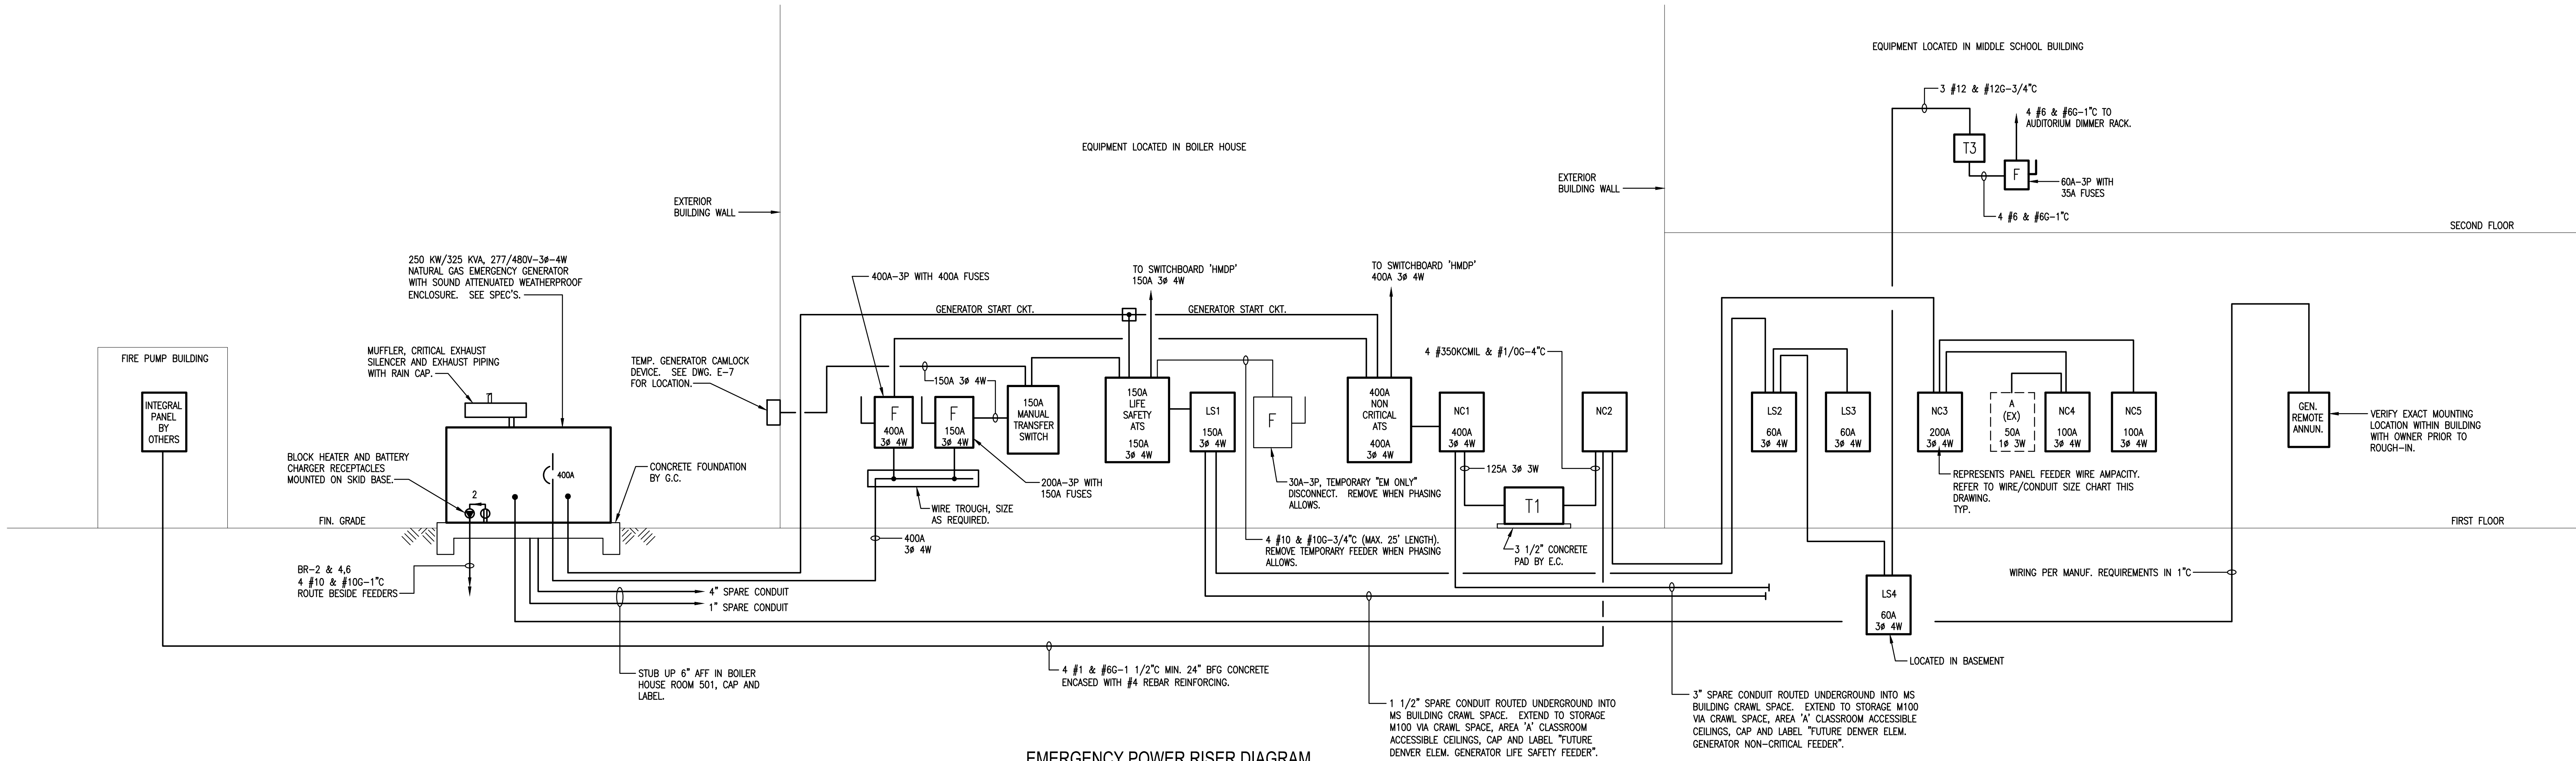 EQUIPMENT LOCATED IN MIDDLE SCHOOL BUILDING
3 #12 & #12G-3/4"C
4 #6 & #6G-1"C TO
AUDITORIUM DIMMER RACK.
T3
F
60A-3P WITH
35A FUSES
4 #6 & #6G-1"C
SECOND FLOOR
EQUIPMENT LOCATED IN BOILER HOUSE
EXTERIOR
BUILDING WALL
EXTERIOR
BUILDING WALL
250 KW/325 KVA, 277/480V-3ø-4W
NATURAL GAS EMERGENCY GENERATOR
WITH SOUND ATTENUATED WEATHERPROOF
ENCLOSURE. SEE SPEC'S.
400A-3P WITH 400A FUSES
TO SWITCHBOARD 'HMDP'
150A 3ø 4W
TO SWITCHBOARD 'HMDP'
400A 3ø 4W
GENERATOR START CKT.
GENERATOR START CKT.
FIRE PUMP BUILDING
MUFFLER, CRITICAL EXHAUST
SILENCER AND EXHAUST PIPING
WITH RAIN CAP.
TEMP. GENERATOR CAMLOCK
DEVICE. SEE DWG. E-7
FOR LOCATION.
150A 3ø 4W
4 #350KCMIL & #1/0G-4"C
INTEGRAL
PANEL
BY
OTHERS
F
400A
3ø 4W
F
150A
3ø 4W
150A
MANUAL
TRANSFER
SWITCH
150A
LIFE
SAFETY
ATS
150A
3ø 4W
LS1
150A
3ø 4W
F
400A
NON
CRITICAL
ATS
400A
3ø 4W
NC1
400A
3ø 4W
NC2
LS2
60A
3ø 4W
LS3
60A
3ø 4W
NC3
200A
3ø 4W
A
(EX)
50A
1ø 3W
NC4
100A
3ø 4W
NC5
100A
3ø 4W
GEN.
REMOTE
ANNUN.
VERIFY EXACT MOUNTING
LOCATION WITHIN BUILDING
WITH OWNER PRIOR TO
ROUGH-IN.
BLOCK HEATER AND BATTERY
CHARGER RECEPTACLES
MOUNTED ON SKID BASE.
2
400A
CONCRETE FOUNDATION
BY G.C.
200A-3P WITH
150A FUSES
WIRE TROUGH, SIZE
AS REQUIRED.
30A-3P, TEMPORARY "EM ONLY"
DISCONNECT. REMOVE WHEN PHASING
ALLOWS.
125A 3ø 3W
T1
REPRESENTS PANEL FEEDER WIRE AMPACITY.
REFER TO WIRE/CONDUIT SIZE CHART THIS
DRAWING.
TYP.
FIN. GRADE
FIRST FLOOR
400A
3ø 4W
4 #10 & #10G-3/4"C (MAX. 25' LENGTH).
REMOVE TEMPORARY FEEDER WHEN PHASING
ALLOWS.
3 1/2" CONCRETE
PAD BY E.C.
BR-2 & 4,6
4 #10 & #10G-1"C
ROUTE BESIDE FEEDERS
4" SPARE CONDUIT
1" SPARE CONDUIT
WIRING PER MANUF. REQUIREMENTS IN 1"C
LS4
60A
3ø 4W
LOCATED IN BASEMENT
STUB UP 6" AFF IN BOILER
HOUSE ROOM 501, CAP AND
LABEL.
4 #1 & #6G-1 1/2"C MIN. 24" BFG CONCRETE
ENCASED WITH #4 REBAR REINFORCING.
1 1/2" SPARE CONDUIT ROUTED UNDERGROUND INTO
MS BUILDING CRAWL SPACE. EXTEND TO STORAGE
M100 VIA CRAWL SPACE, AREA 'A' CLASSROOM
ACCESSIBLE CEILINGS, CAP AND LABEL "FUTURE
DENVER ELEM. GENERATOR LIFE SAFETY FEEDER".
3" SPARE CONDUIT ROUTED UNDERGROUND INTO MS
BUILDING CRAWL SPACE. EXTEND TO STORAGE M100
VIA CRAWL SPACE, AREA 'A' CLASSROOM ACCESSIBLE
CEILINGS, CAP AND LABEL "FUTURE DENVER ELEM.
GENERATOR NON-CRITICAL FEEDER".
EMERGENCY POWER RISER DIAGRAM